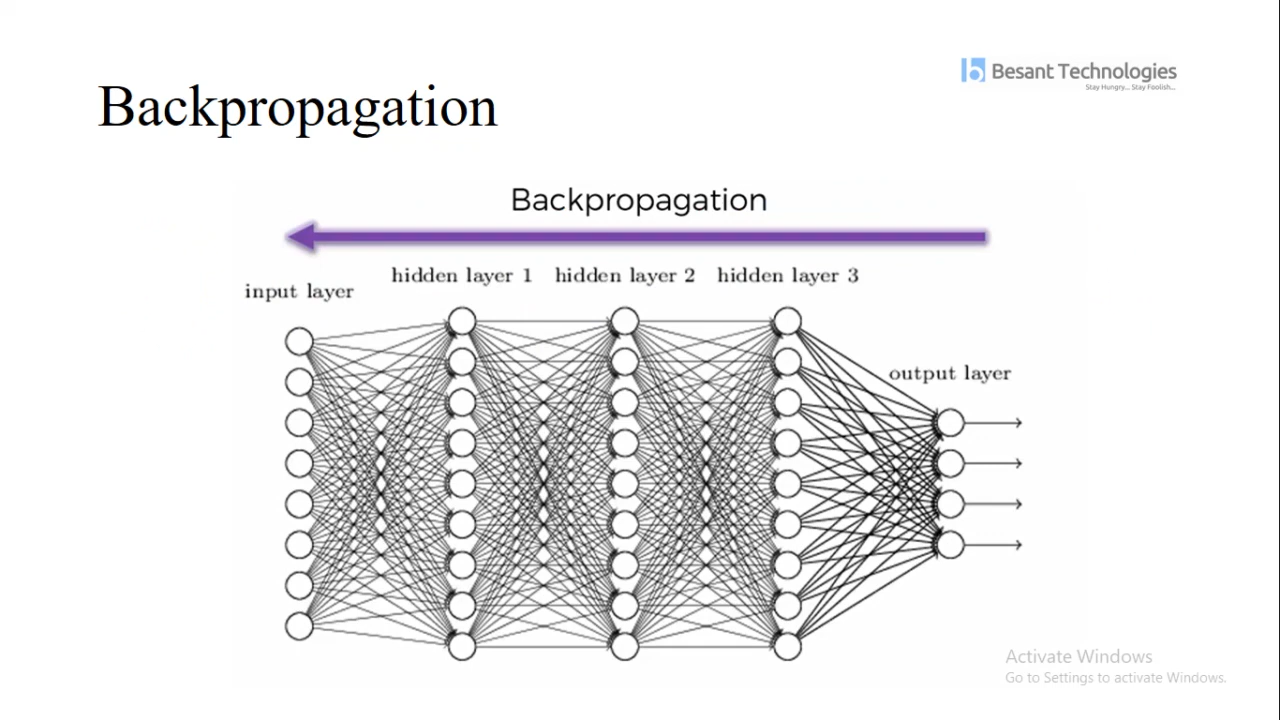 Besant Technologies
Stay Hungry... Stay Foolish...
Backpropagation
Backpropagation
hidden layer 1 hidden layer 2 hidden layer 3
input layer
output layer
Activate Windows
Go to Settings to activate Windows.